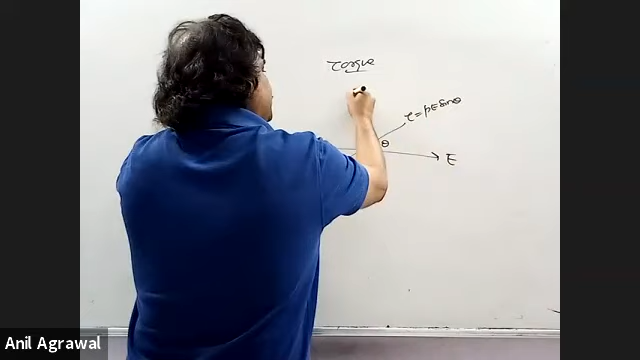 Torque
τ = pE sinθ
θ
E
Anil Agrawal